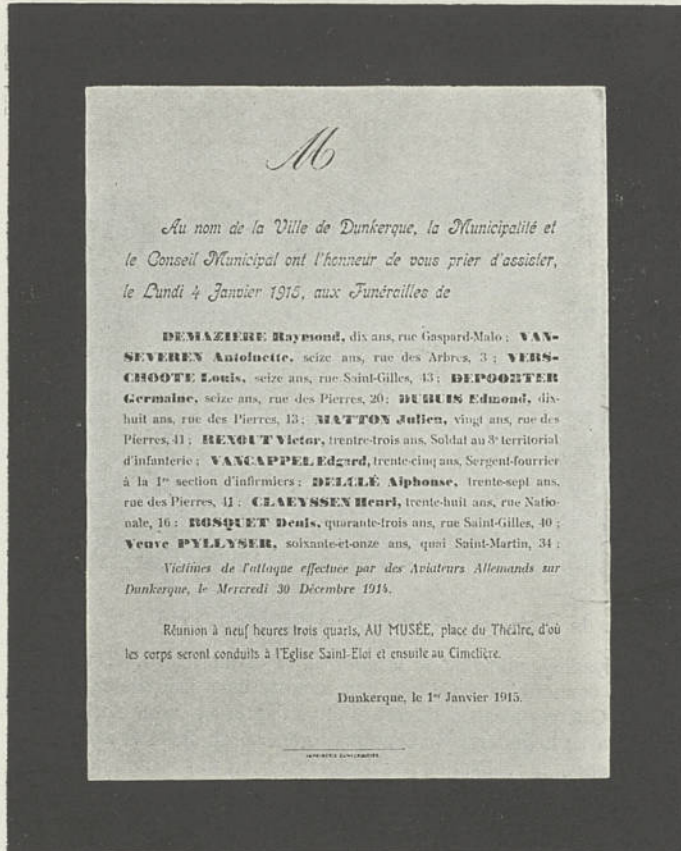 M
Au nom de la Ville de Dunkerque, la Municipalité et
le Conseil Municipal ont l'honneur de vous prier d'assister,
le Lundi 4 Janvier 1915, aux Funérailles de
DEMAZIÈRE Raymond, dix ans, rue Gaspard-Malo ; VAN-
SEVEREN Antoinette, seize ans, rue des Arbres, 3 ; VERS-
CHOOTE Louis, seize ans, rue Saint-Gilles, 43 ; DEPOORTER
Germaine, seize ans, rue des Pierres, 20 ; DUBUIS Edmond, dix-
huit ans, rue des Pierres, 13 ; MATTON Julien, vingt ans, rue des
Pierres, 41 ; RENOUT Victor, trentre-trois ans, Soldat au 8e territorial
d'infanterie ; VANCAPPEL Edgard, trente-cinq ans, Sergent-fourrier
à la 1re section d'infirmiers ; DELCLÉ Alphonse, trente-sept ans,
rue des Pierres, 41 ; CLAEYSSEN Henri, trente-huit ans, rue Natio-
nale, 16 ; BOSQUET Denis, quarante-trois ans, rue Saint-Gilles, 40 ;
Veuve PYLLYSER, soixante-et-onze ans, quai Saint-Martin, 34 ;
Victimes de l'attaque effectuée par des Aviateurs Allemands sur
Dunkerque, le Mercredi 30 Décembre 1914.
Réunion à neuf heures trois quarts, AU MUSÉE, place du Théâtre, d'où
les corps seront conduits à l'Eglise Saint-Eloi et ensuite au Cimetière.
Dunkerque, le 1er Janvier 1915.
IMPRIMERIE